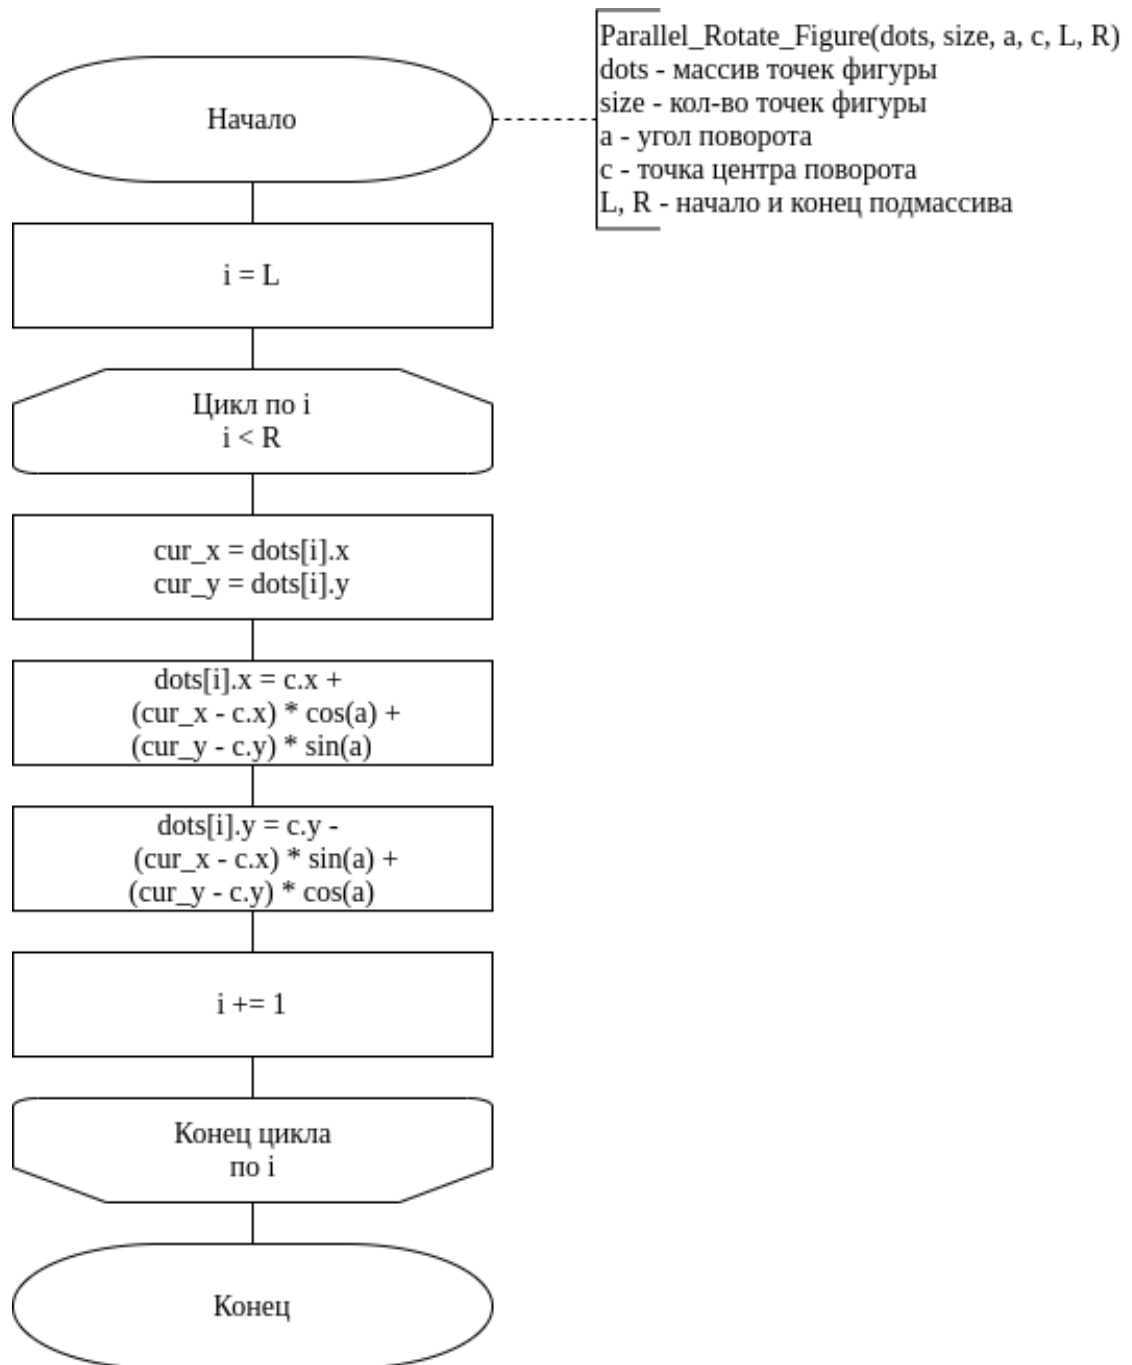 Начало
Parallel_Rotate_Figure(dots, size, a, c, L, R)
dots - массив точек фигуры
size - кол-во точек фигуры
a - угол поворота
c - точка центра поворота
L, R - начало и конец подмассива
i = L
Цикл по i
i < R
cur_x = dots[i].x
cur_y = dots[i].y
dots[i].x = c.x +
(cur_x - c.x) * cos(a) +
(cur_y - c.y) * sin(a)
dots[i].y = c.y -
(cur_x - c.x) * sin(a) +
(cur_y - c.y) * cos(a)
i += 1
Конец цикла
по i
Конец